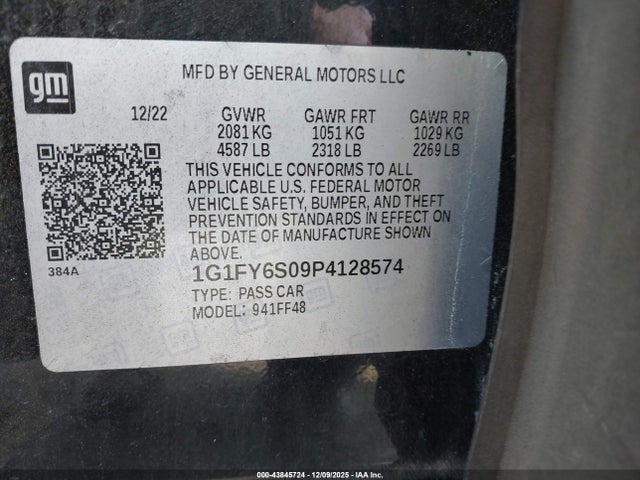 gm
MFD BY GENERAL MOTORS LLC
12/22 GVWR GAWR FRT GAWR RR
2081 KG 1051 KG 1029 KG
4587 LB 2318 LB 2269 LB
THIS VEHICLE CONFORMS TO ALL
APPLICABLE U.S. FEDERAL MOTOR
VEHICLE SAFETY, BUMPER, AND THEFT
PREVENTION STANDARDS IN EFFECT ON
THE DATE OF MANUFACTURE SHOWN
ABOVE.
384A
1G1FY6S09P4128574
TYPE: PASS CAR
MODEL: 941FF48
000-43845724 - 12/09/2025 - IAA Inc.